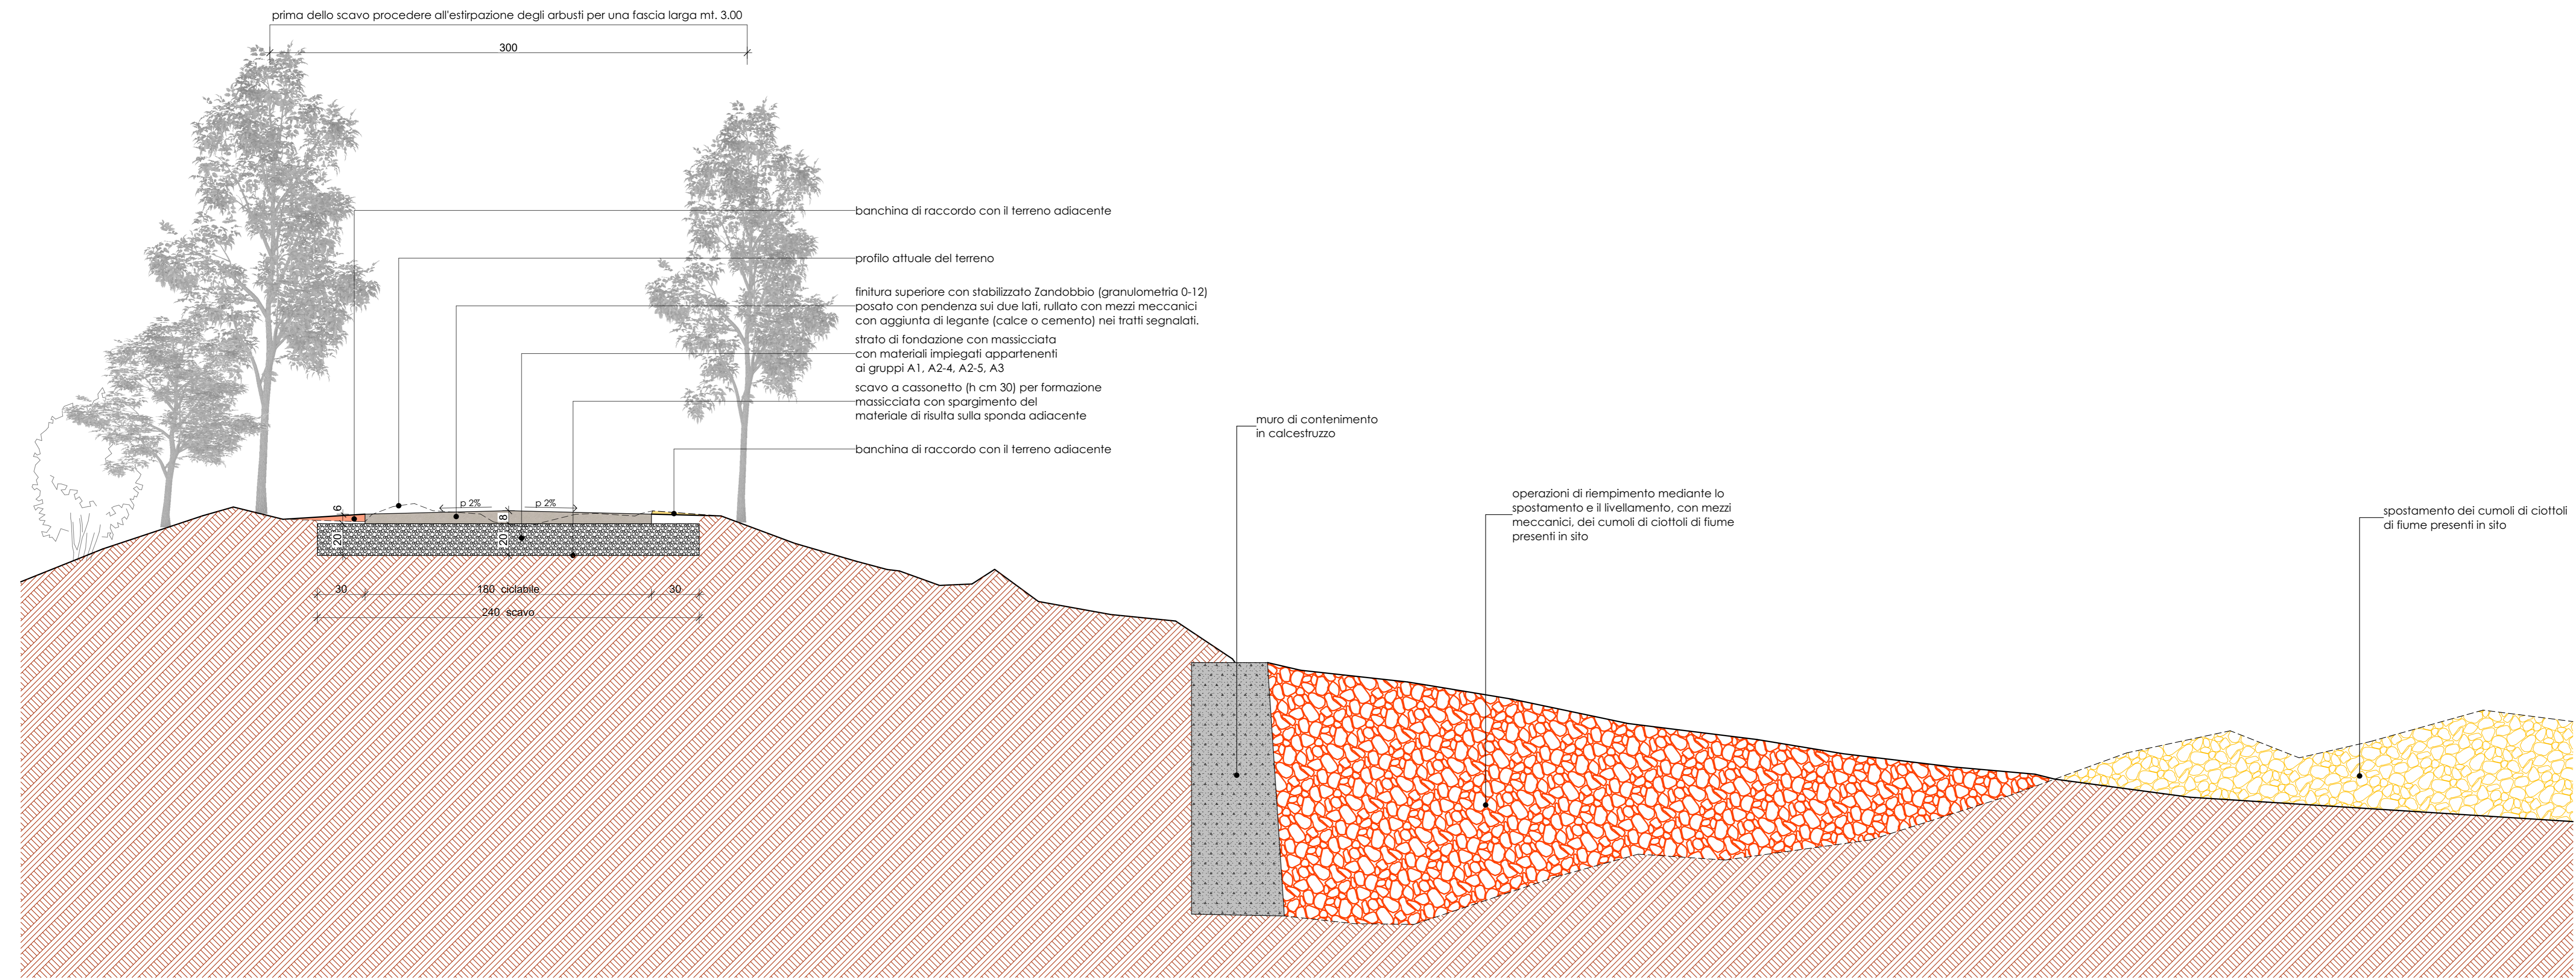 prima dello scavo procedere all'estirpazione degli arbusti per una fascia larga mt. 3.00
300
banchina di raccordo con il terreno adiacente
profilo attuale del terreno
finitura superiore con stabilizzato Zandobbio (granulometria 0-12)
posato con pendenza sui due lati, rullato con mezzi meccanici
con aggiunta di legante (calce o cemento) nei tratti segnalati.
strato di fondazione con massicciata
con materiali impiegati appartenenti
ai gruppi A1, A2-4, A2-5, A3
scavo a cassonetto (h cm 30) per formazione
massicciata con spargimento del
materiale di risulta sulla sponda adiacente
banchina di raccordo con il terreno adiacente
muro di contenimento
in calcestruzzo
operazioni di riempimento mediante lo
spostamento e il livellamento, con mezzi
meccanici, dei cumoli di ciottoli di fiume
presenti in sito
spostamento dei cumoli di ciottoli
di fiume presenti in sito
p 2%
p 2%
6
20
8
20
30
180 ciclabile
30
240 scavo